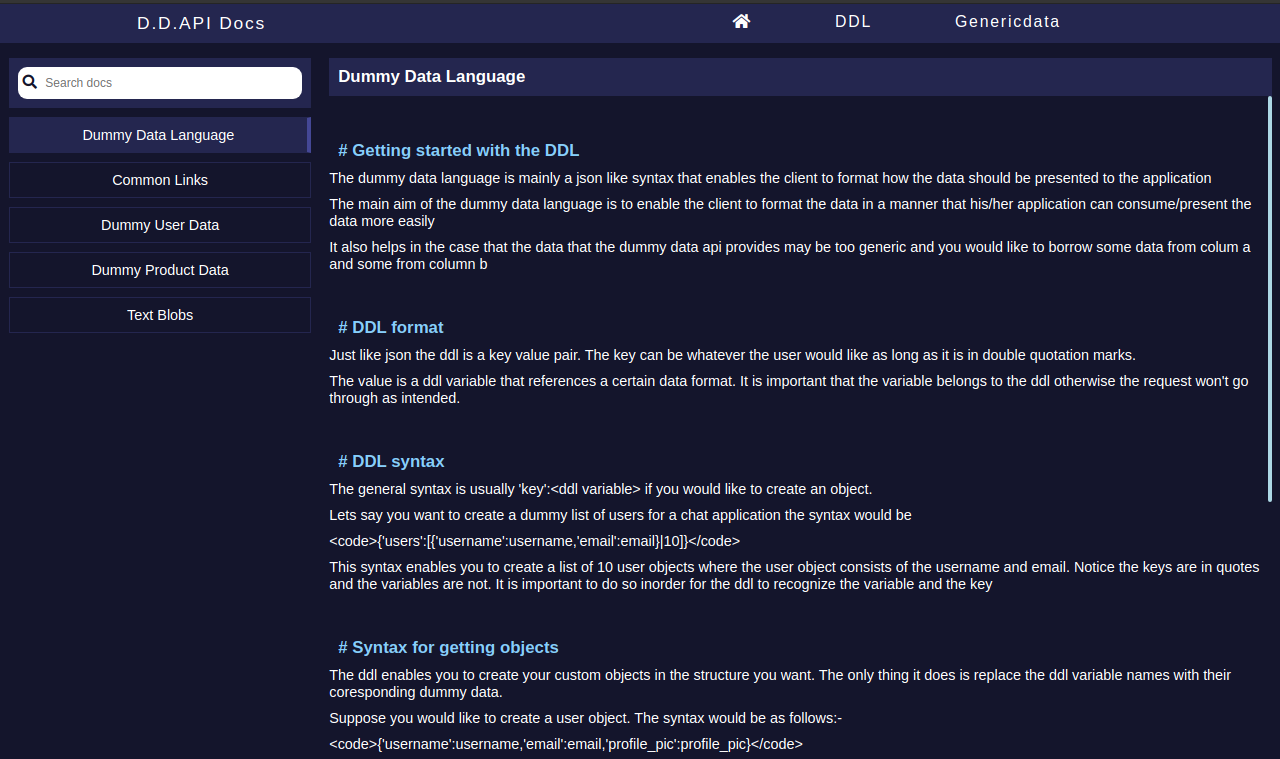 D.D.API Docs
DDL
Genericdata
Search docs
Dummy Data Language
Common Links
Dummy User Data
Dummy Product Data
Text Blobs
Dummy Data Language
# Getting started with the DDL
The dummy data language is mainly a json like syntax that enables the client to format how the data should be presented to the application
The main aim of the dummy data language is to enable the client to format the data in a manner that his/her application can consume/present the
data more easily
It also helps in the case that the data that the dummy data api provides may be too generic and you would like to borrow some data from colum a
and some from column b
# DDL format
Just like json the ddl is a key value pair. The key can be whatever the user would like as long as it is in double quotation marks.
The value is a ddl variable that references a certain data format. It is important that the variable belongs to the ddl otherwise the request won't go
through as intended.
# DDL syntax
The general syntax is usually 'key':<ddl variable> if you would like to create an object.
Lets say you want to create a dummy list of users for a chat application the syntax would be
<code>{'users':[{'username':username,'email':email}|10]}</code>
This syntax enables you to create a list of 10 user objects where the user object consists of the username and email. Notice the keys are in quotes
and the variables are not. It is important to do so inorder for the ddl to recognize the variable and the key
# Syntax for getting objects
The ddl enables you to create your custom objects in the structure you want. The only thing it does is replace the ddl variable names with their
coresponding dummy data.
Suppose you would like to create a user object. The syntax would be as follows:-
<code>{'username':username,'email':email,'profile_pic':profile_pic}</code>